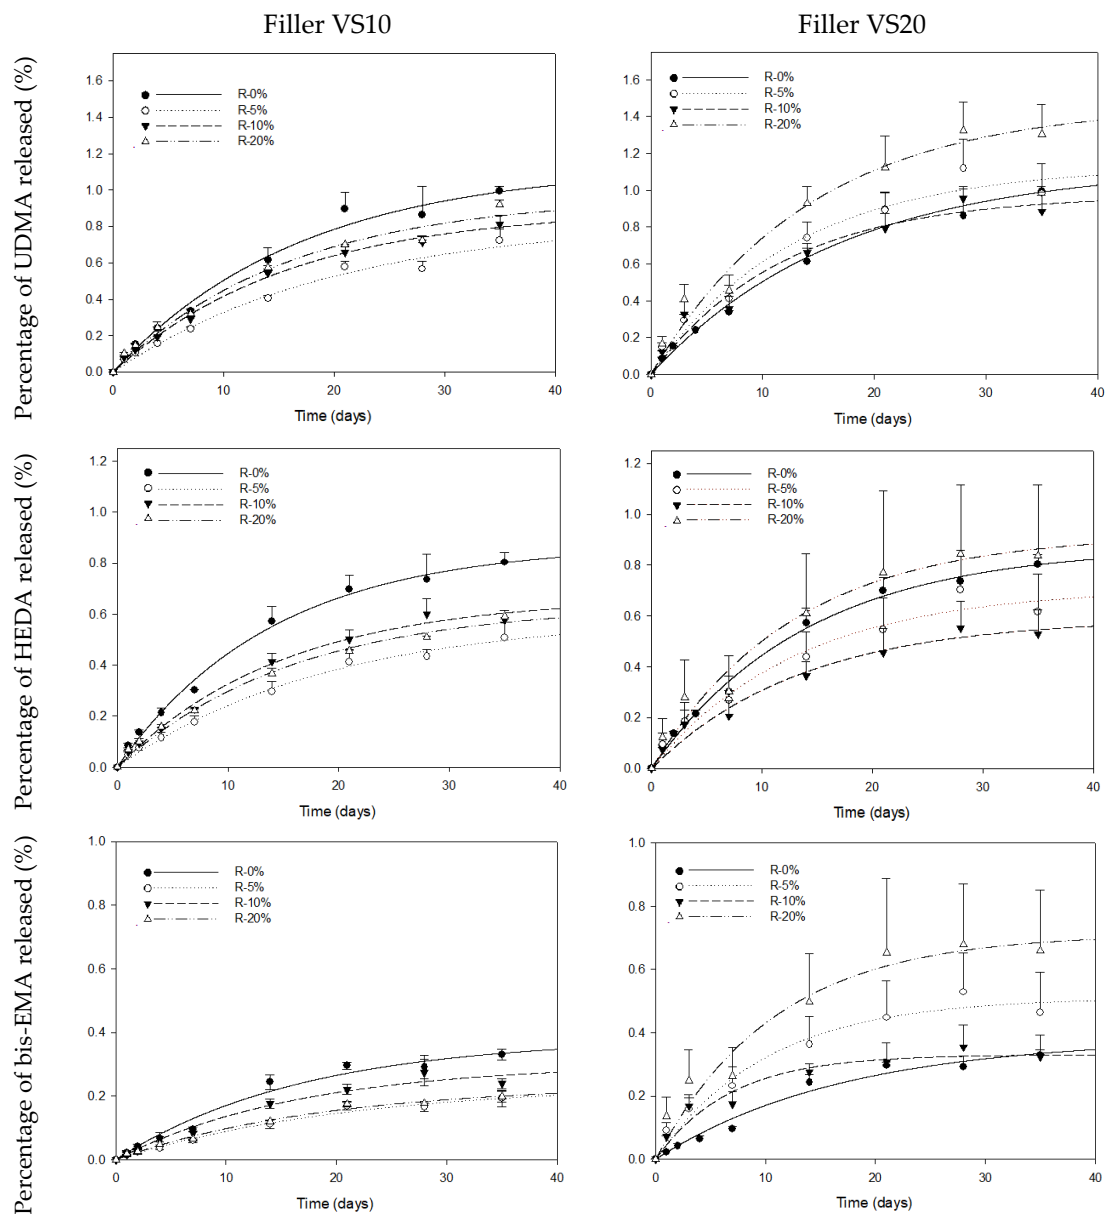 Filler VS10
Filler VS20
Percentage of UDMA released (%)
1.6
1.4
1.2
1.0
0.8
0.6
0.4
0.2
0.0
R-0%
R-5%
R-10%
R-20%
0
10
20
30
40
Time (days)
1.6
1.4
1.2
1.0
0.8
0.6
0.4
0.2
0.0
R-0%
R-5%
R-10%
R-20%
0
10
20
30
40
Time (days)
Percentage of HEDA released (%)
1.2
1.0
0.8
0.6
0.4
0.2
0.0
R-0%
R-5%
R-10%
R-20%
0
10
20
30
40
Time (days)
1.2
1.0
0.8
0.6
0.4
0.2
0.0
R-0%
R-5%
R-10%
R-20%
0
10
20
30
40
Time (days)
Percentage of bis-EMA released (%)
1.0
0.8
0.6
0.4
0.2
0.0
R-0%
R-5%
R-10%
R-20%
0
10
20
30
40
Time (days)
1.0
0.8
0.6
0.4
0.2
0.0
R-0%
R-5%
R-10%
R-20%
0
10
20
30
40
Time (days)